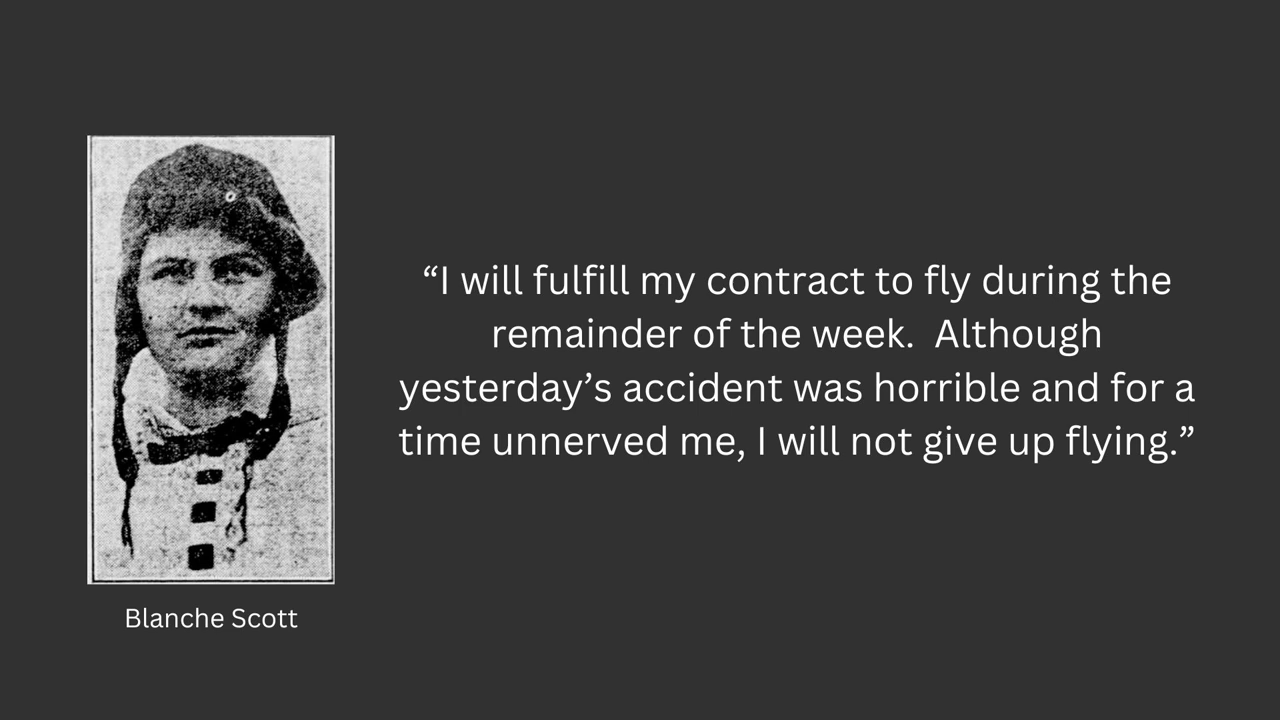 “I will fulfill my contract to fly during the
remainder of the week.  Although
yesterday’s accident was horrible and for a
time unnerved me, I will not give up flying.”
Blanche Scott